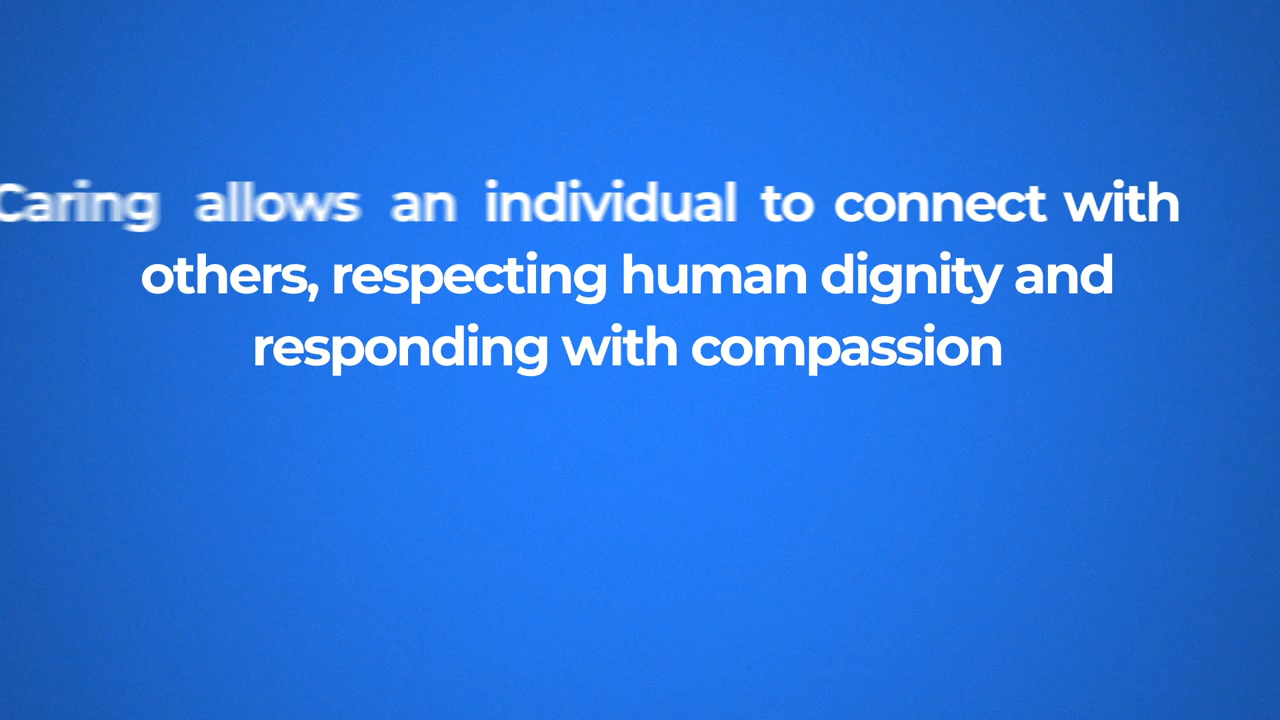 Caring allows an individual to connect with
others, respecting human dignity and
responding with compassion